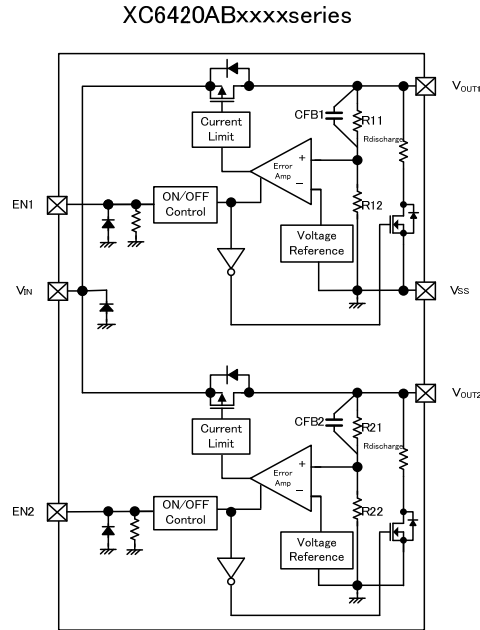 XC6420ABxxxxseries
VOUT1
CFB1
R11
Current
Limit
Rdischarge
Error
Amp
+
−
EN1
ON/OFF
Control
R12
Voltage
Reference
VIN
VSS
VOUT2
CFB2
R21
Current
Limit
Rdischarge
Error
Amp
+
−
EN2
ON/OFF
Control
R22
Voltage
Reference